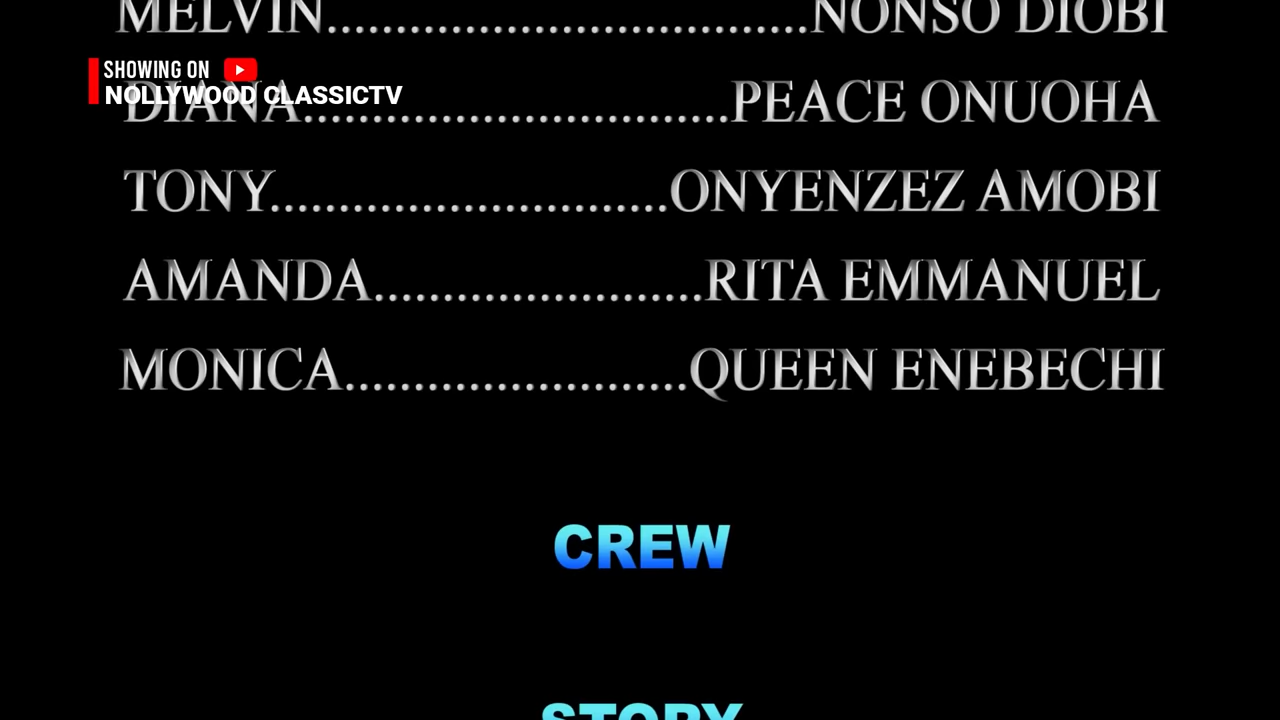 MELVIN...................................NONSO DIOBI
SHOWING ON
NOLLYWOOD CLASSICTV
DIANA...............................PEACE ONUOHA
TONY.............................ONYENZEZ AMOBI
AMANDA........................RITA EMMANUEL
MONICA.........................QUEEN ENEBECHI
CREW
STORY